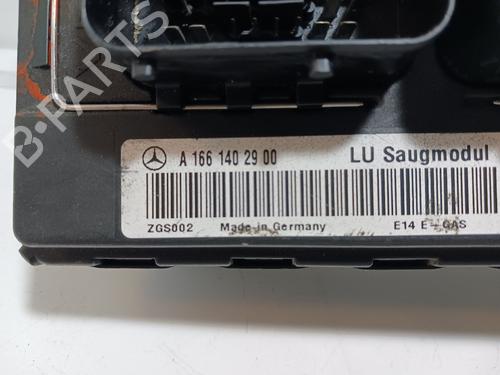 A 166 140 29 00 LU Saugmodul
ZGS002 Made in Germany E14 E-GAS
B-PARTS